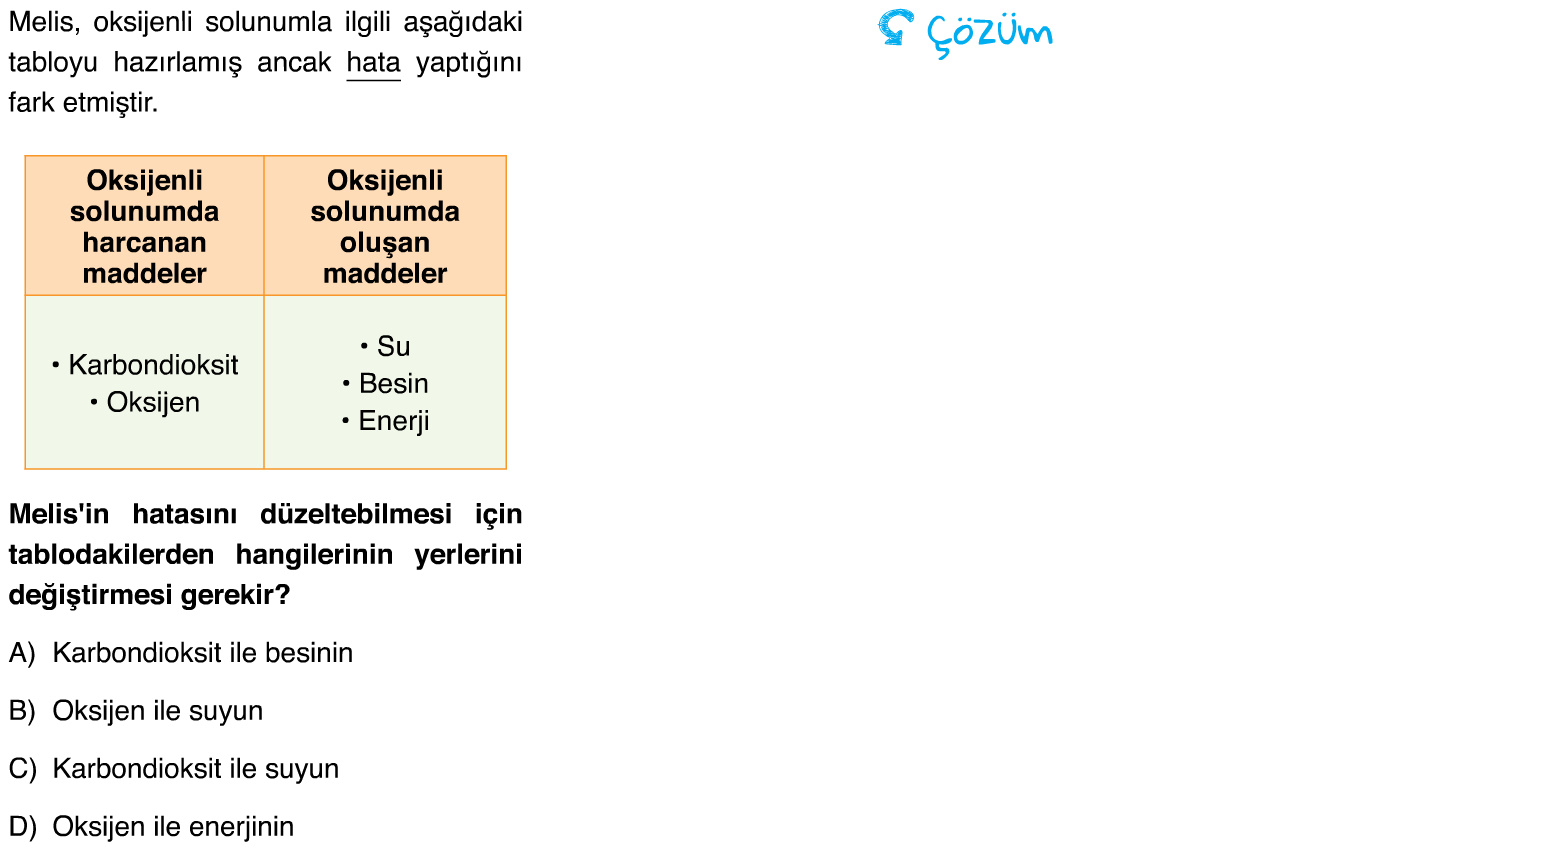 Melis, oksijenli solunumla ilgili aşağıdaki
tabloyu hazırlamış ancak hata yaptığını
fark etmiştir.
Oksijenli
solunumda
harcanan
maddeler
Oksijenli
solunumda
oluşan
maddeler
• Karbondioksit
• Oksijen
• Su
• Besin
• Enerji
Melis'in hatasını düzeltebilmesi için
tablodakilerden hangilerinin yerlerini
değiştirmesi gerekir?
A) Karbondioksit ile besinin
B) Oksijen ile suyun
C) Karbondioksit ile suyun
D) Oksijen ile enerjinin
Çözüm